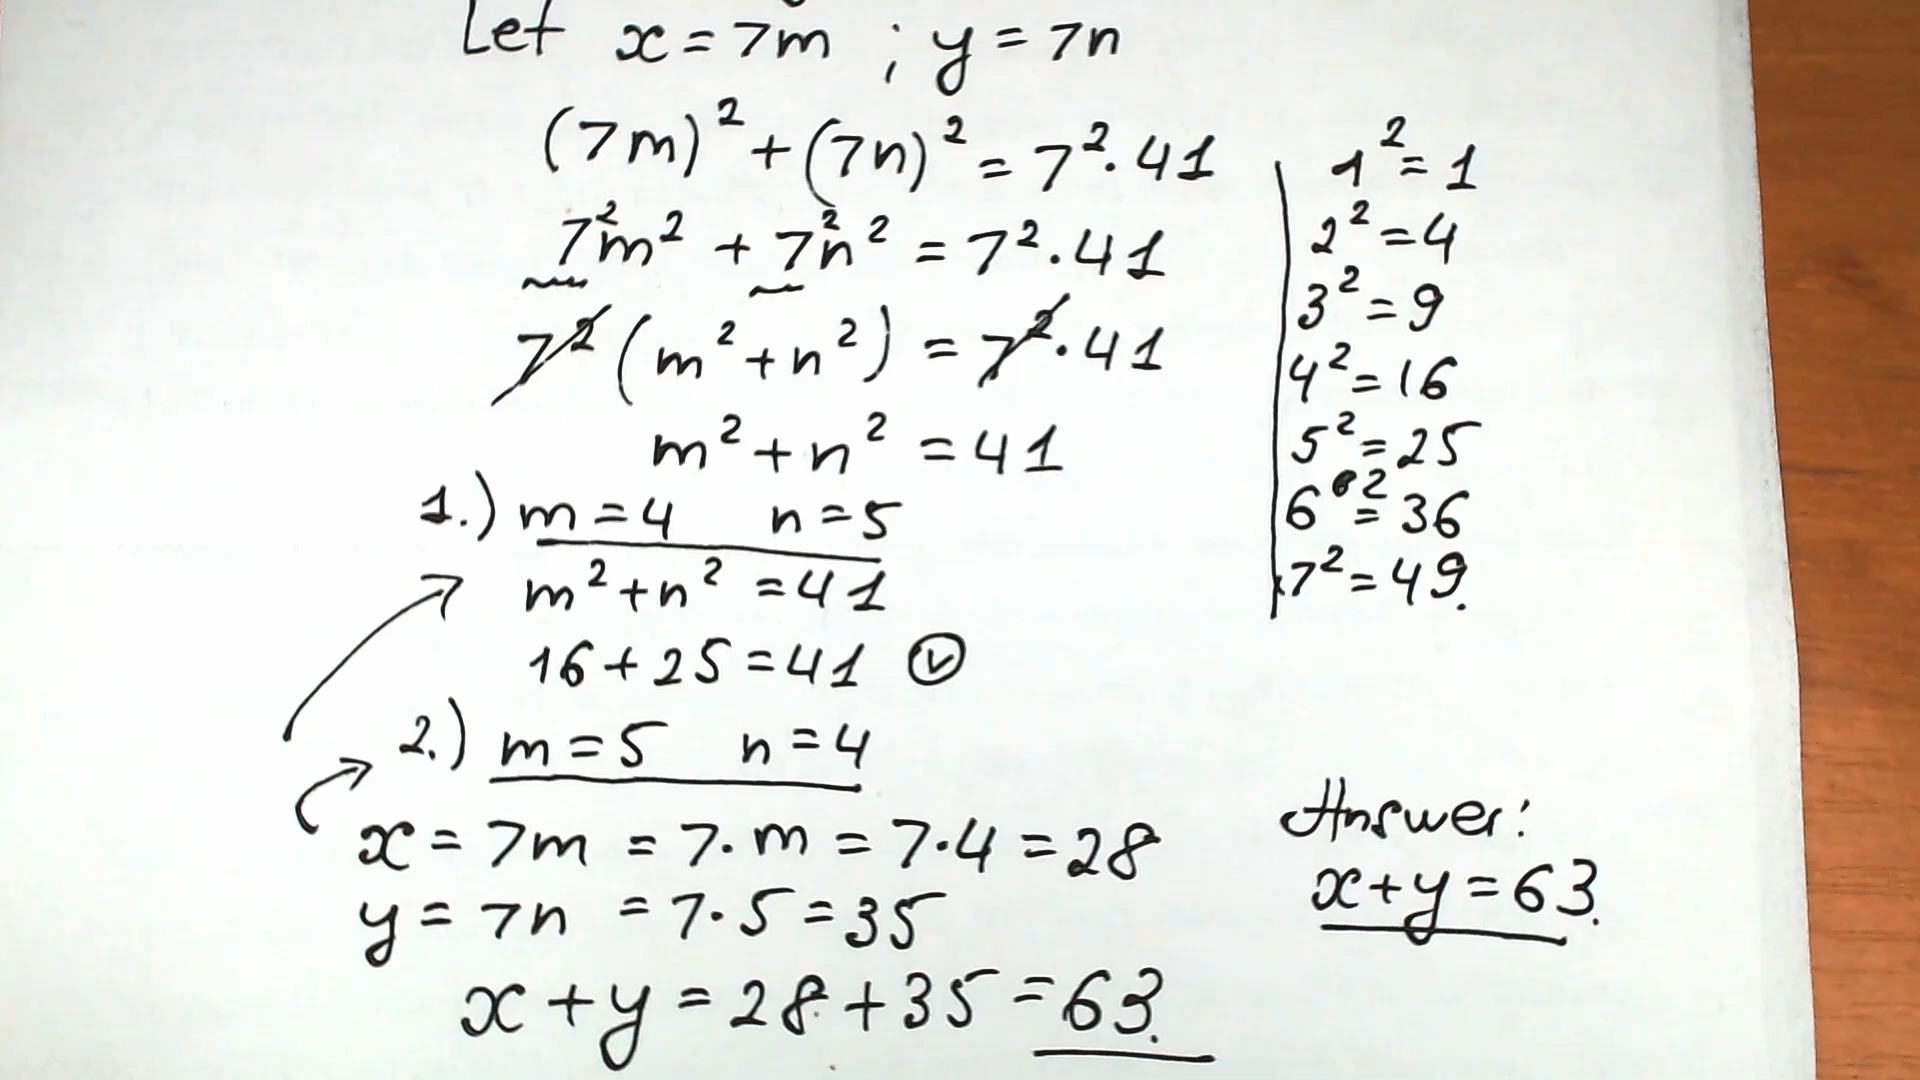 Let x = 7m ; y = 7n
(7m)² + (7n)² = 7² · 41
7²m² + 7²n² = 7² · 41
7² (m² + n²) = 7² · 41
m² + n² = 41
1.) m = 4 n = 5
m² + n² = 41
16 + 25 = 41 ✓
2.) m = 5 n = 4
x = 7m = 7 · m = 7 · 4 = 28
y = 7n = 7 · 5 = 35
x + y = 28 + 35 = 63.
1² = 1
2² = 4
3² = 9
4² = 16
5² = 25
6² = 36
7² = 49.
Answer:
x + y = 63.